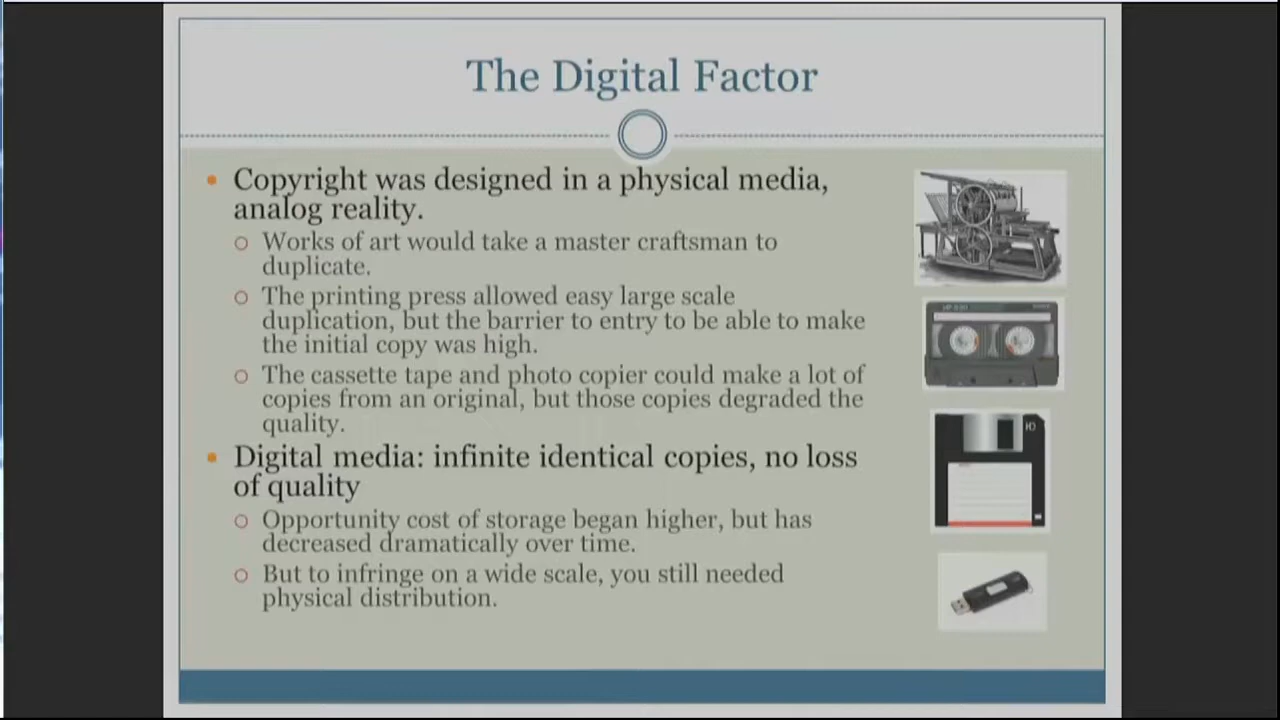 The Digital Factor
Copyright was designed in a physical media,
analog reality.
Works of art would take a master craftsman to
duplicate.
The printing press allowed easy large scale
duplication, but the barrier to entry to be able to make
the initial copy was high.
The cassette tape and photo copier could make a lot of
copies from an original, but those copies degraded the
quality.
Digital media: infinite identical copies, no loss
of quality
Opportunity cost of storage began higher, but has
decreased dramatically over time.
But to infringe on a wide scale, you still needed
physical distribution.